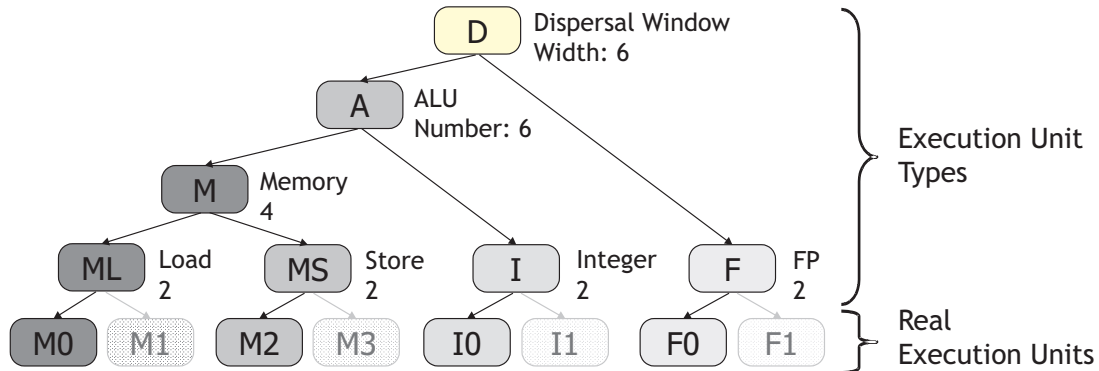 D
Dispersal Window
Width: 6
A
ALU
Number: 6
Execution Unit
Types
M
Memory
4
ML
Load
2
MS
Store
2
I
Integer
2
F
FP
2
M0
M1
M2
M3
I0
I1
F0
F1
Real
Execution Units